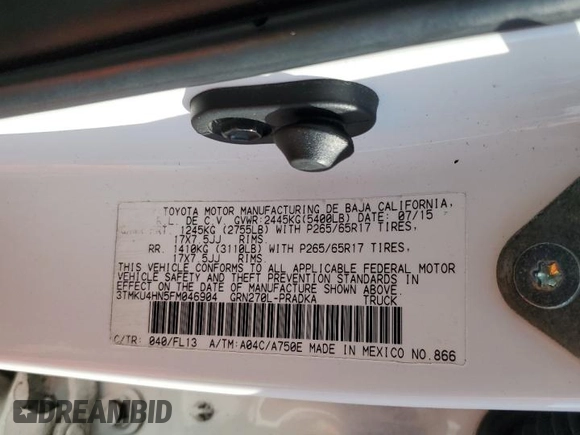 TOYOTA MOTOR MANUFACTURING DE BAJA CALIFORNIA,
L. DE C.V. GVWR:2445KG(5400LB) DATE: 07/15
1245KG (2755LB) WITH P265/65R17 TIRES,
17X7.5JJ RIMS
RR. 1410KG (3110LB) WITH P265/65R17 TIRES,
17X7.5JJ RIMS
THIS VEHICLE CONFORMS TO ALL APPLICABLE FEDERAL MOTOR
VEHICLE SAFETY AND THEFT PREVENTION STANDARDS IN
EFFECT ON THE DATE OF MANUFACTURE SHOWN ABOVE.
3TMKU4HN5FM046904 GRN270L-PRADKA TRUCK
C/TR: 040/FL13 A/TM:A04C/A750E MADE IN MEXICO NO.866
DREAMBID